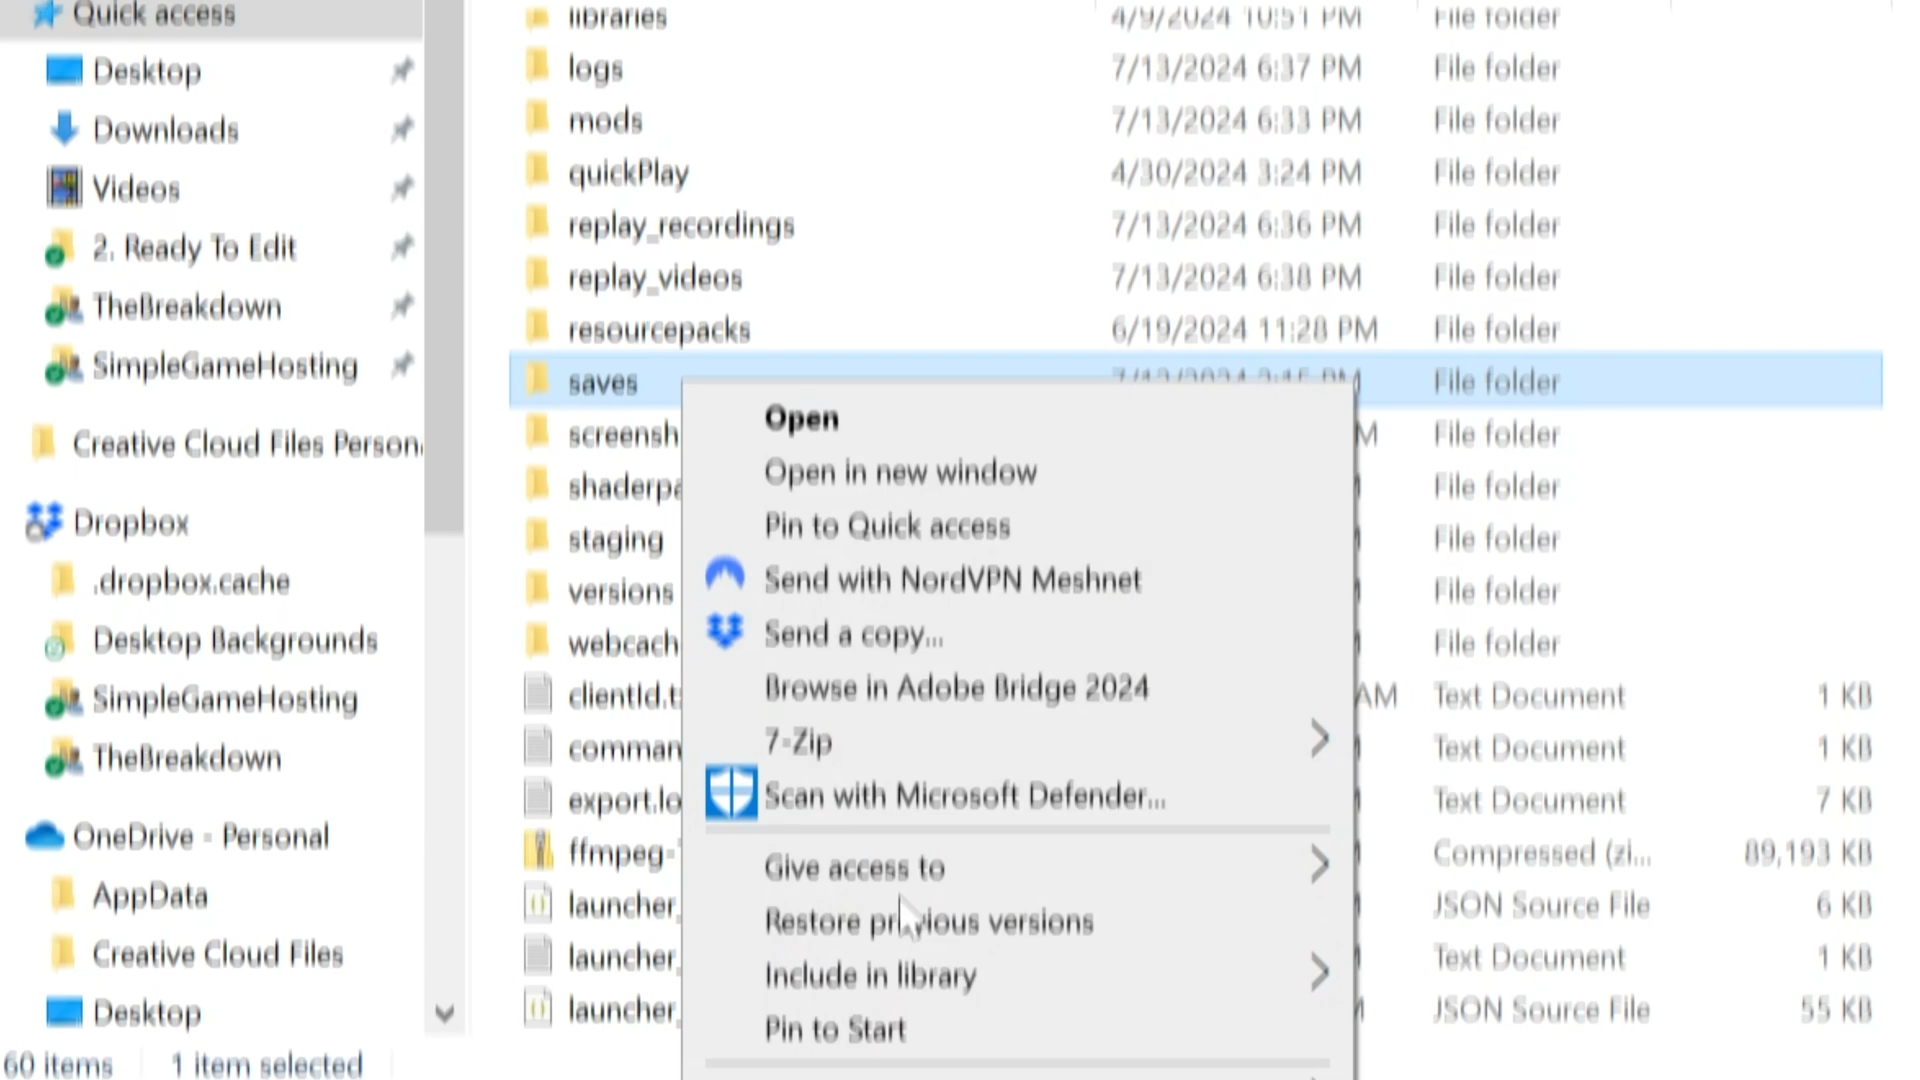 Quick access
Desktop
Downloads
Videos
2. Ready To Edit
TheBreakdown
SimpleGameHosting
Creative Cloud Files Person
Dropbox
.dropbox.cache
Desktop Backgrounds
SimpleGameHosting
TheBreakdown
OneDrive - Personal
AppData
Creative Cloud Files
Desktop
60 items 1 item selected
libraries 4/9/2024 10:51 PM File folder
logs 7/13/2024 6:37 PM File folder
mods 7/13/2024 6:33 PM File folder
quickPlay 4/30/2024 3:24 PM File folder
replay_recordings 7/13/2024 6:36 PM File folder
replay_videos 7/13/2024 6:38 PM File folder
resourcepacks 6/19/2024 11:28 PM File folder
saves File folder
screensh M File folder
shaderpa File folder
staging File folder
versions File folder
webcach File folder
clientId.t AM Text Document 1 KB
comman Text Document 1 KB
export.lo Text Document 7 KB
ffmpeg- Compressed (zi... 89,193 KB
launcher_ JSON Source File 6 KB
launcher_ Text Document 1 KB
launcher_ JSON Source File 55 KB
Open
Open in new window
Pin to Quick access
Send with NordVPN Meshnet
Send a copy...
Browse in Adobe Bridge 2024
7-Zip
Scan with Microsoft Defender...
Give access to
Restore previous versions
Include in library
Pin to Start